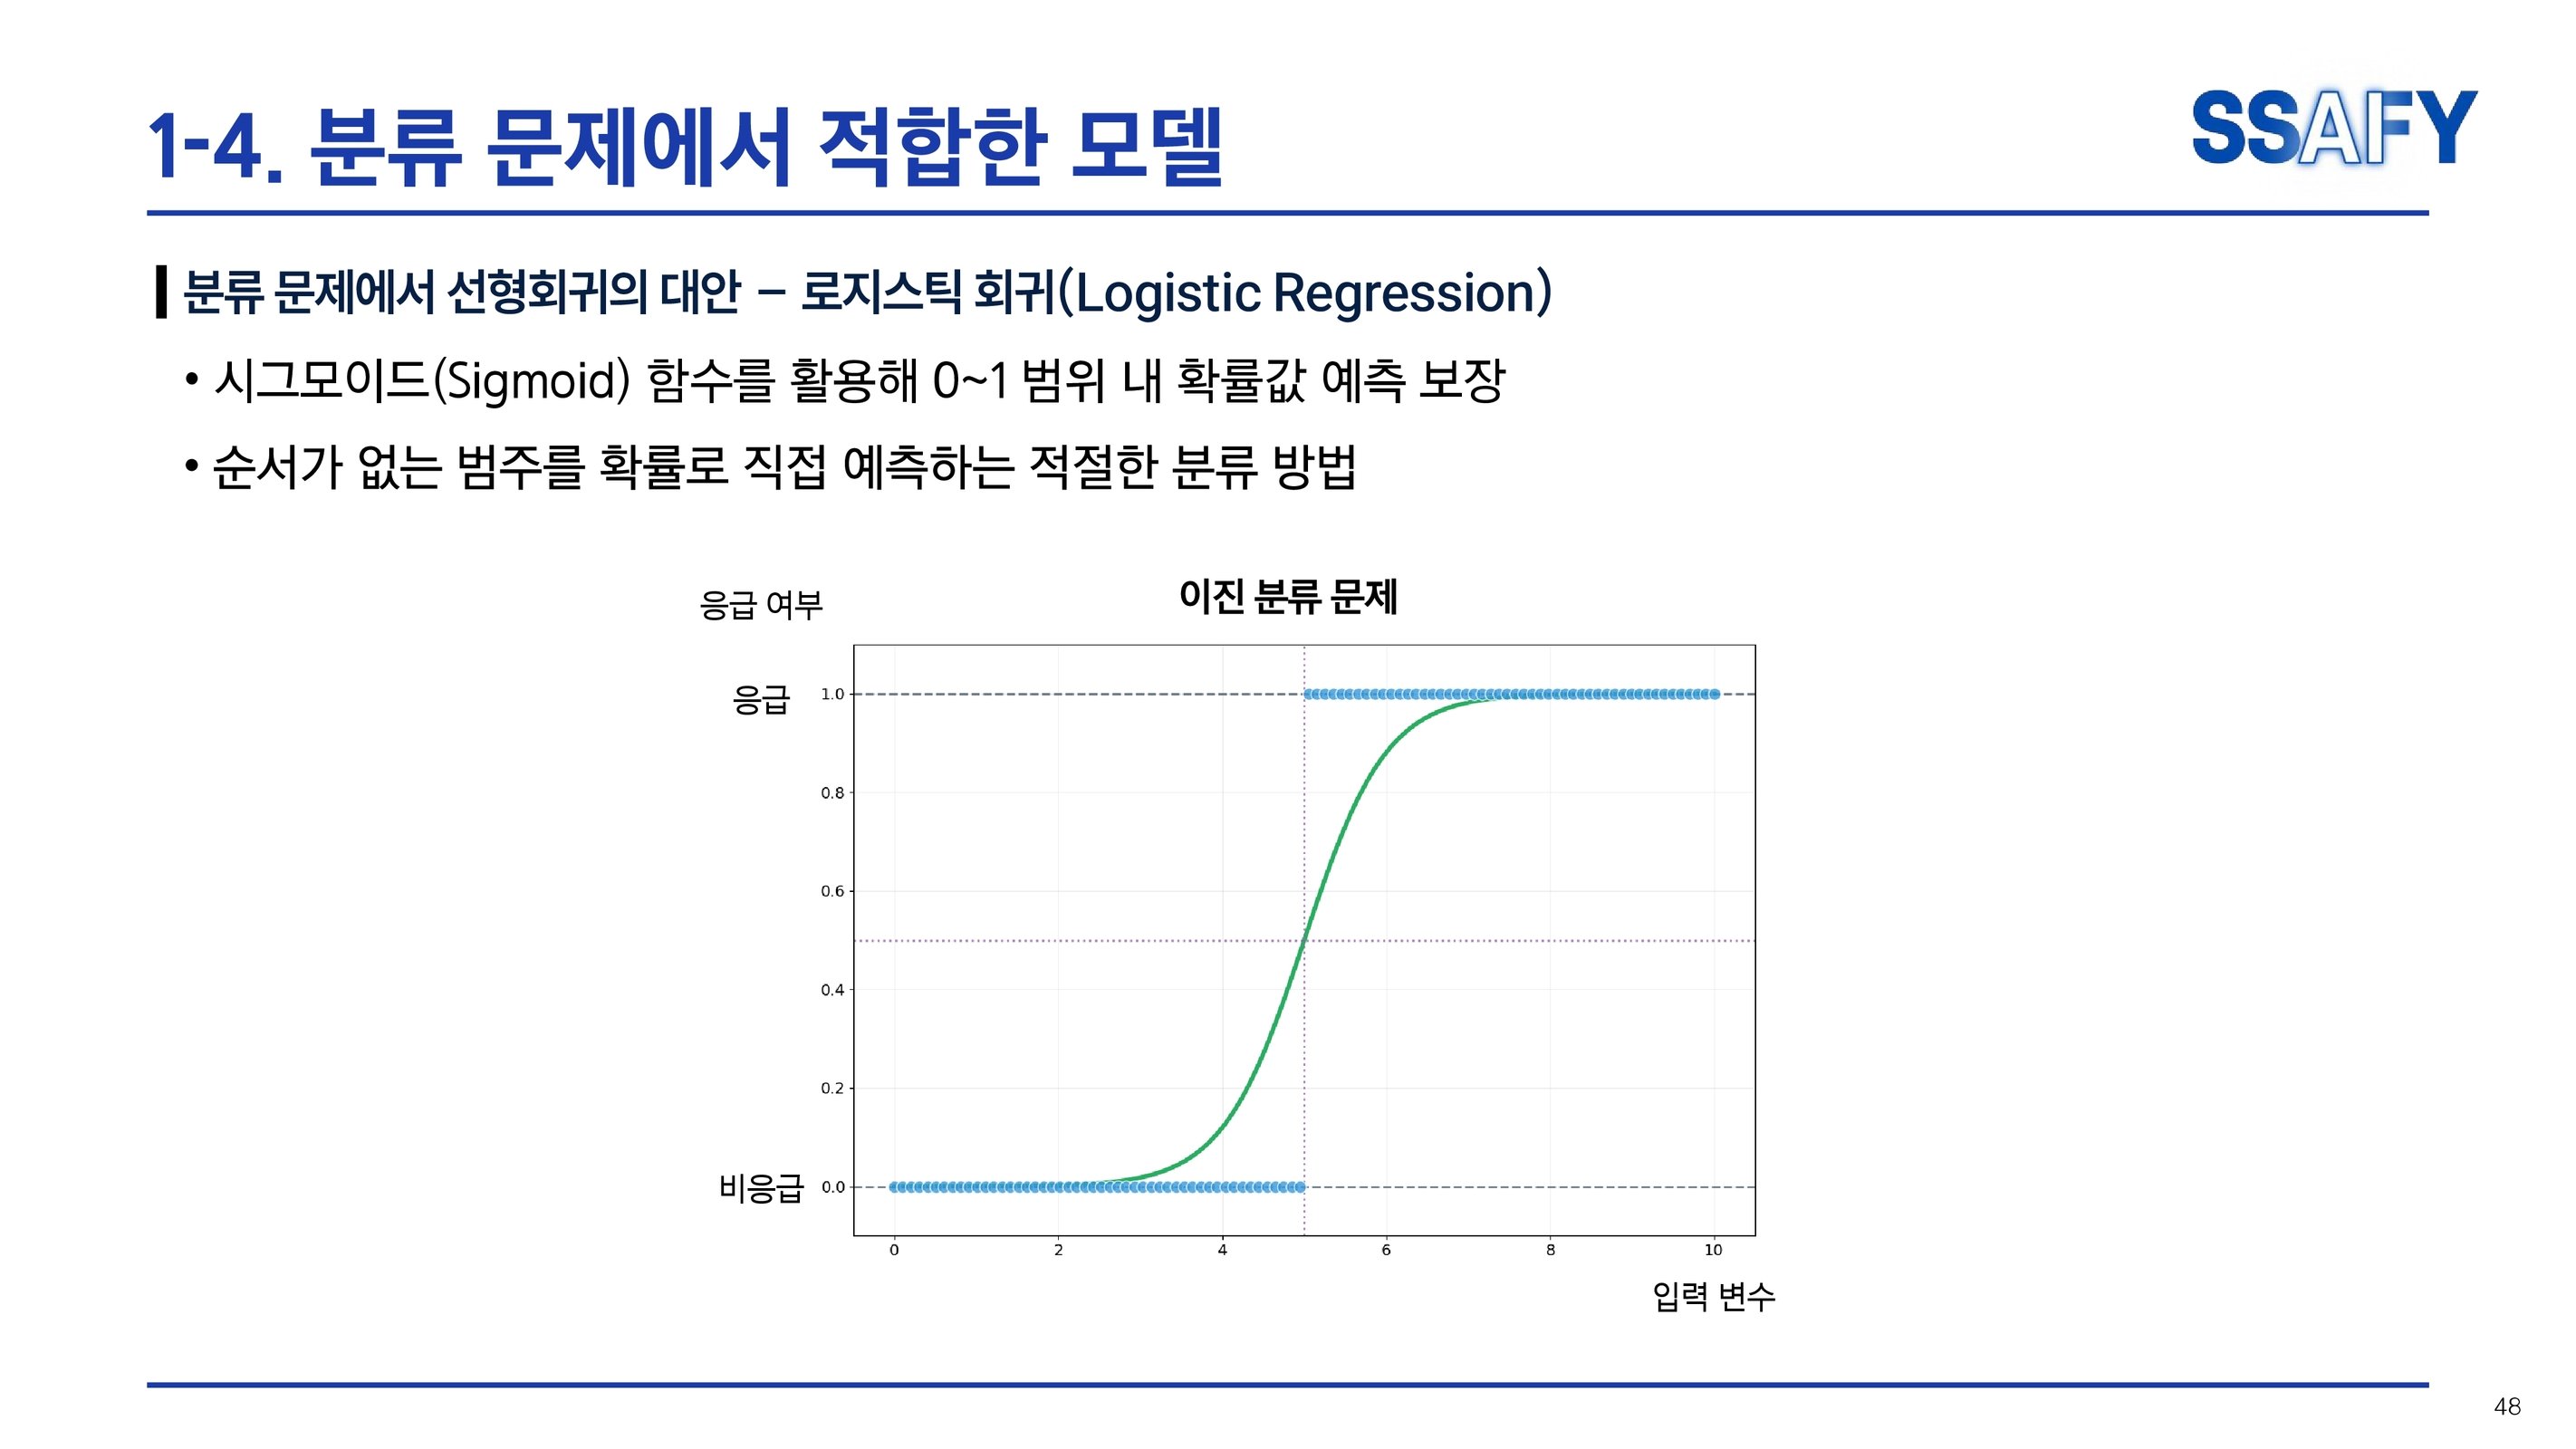 1-4. 분류 문제에서 적합한 모델
SSAFY
분류 문제에서 선형회귀의 대안 – 로지스틱 회귀(Logistic Regression)
• 시그모이드(Sigmoid) 함수를 활용해 0~1 범위 내 확률값 예측 보장
• 순서가 없는 범주를 확률로 직접 예측하는 적절한 분류 방법
응급 여부
이진 분류 문제
응급 1.0
0.8
0.6
0.4
0.2
비응급 0.0
0 2 4 6 8 10
입력 변수
48